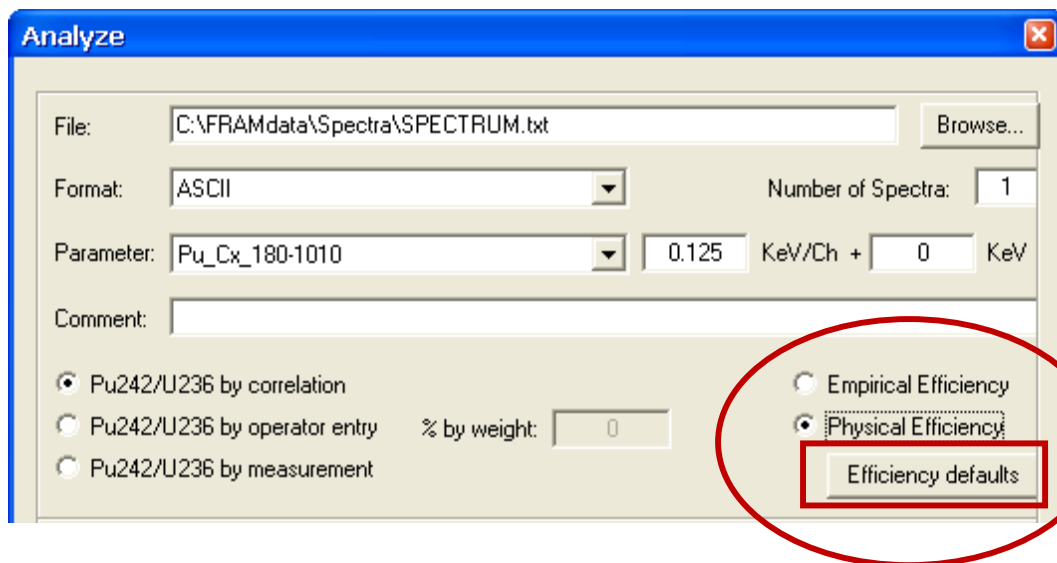 Analyze
File: C:\FRAMdata\Spectra\SPECTRUM.txt Browse...
Format: ASCII Number of Spectra: 1
Parameter: Pu_Cx_180-1010 0.125 KeV/Ch + 0 KeV
Comment:
Pu242/U236 by correlation Empirical Efficiency
Pu242/U236 by operator entry % by weight: 0 Physical Efficiency
Pu242/U236 by measurement Efficiency defaults